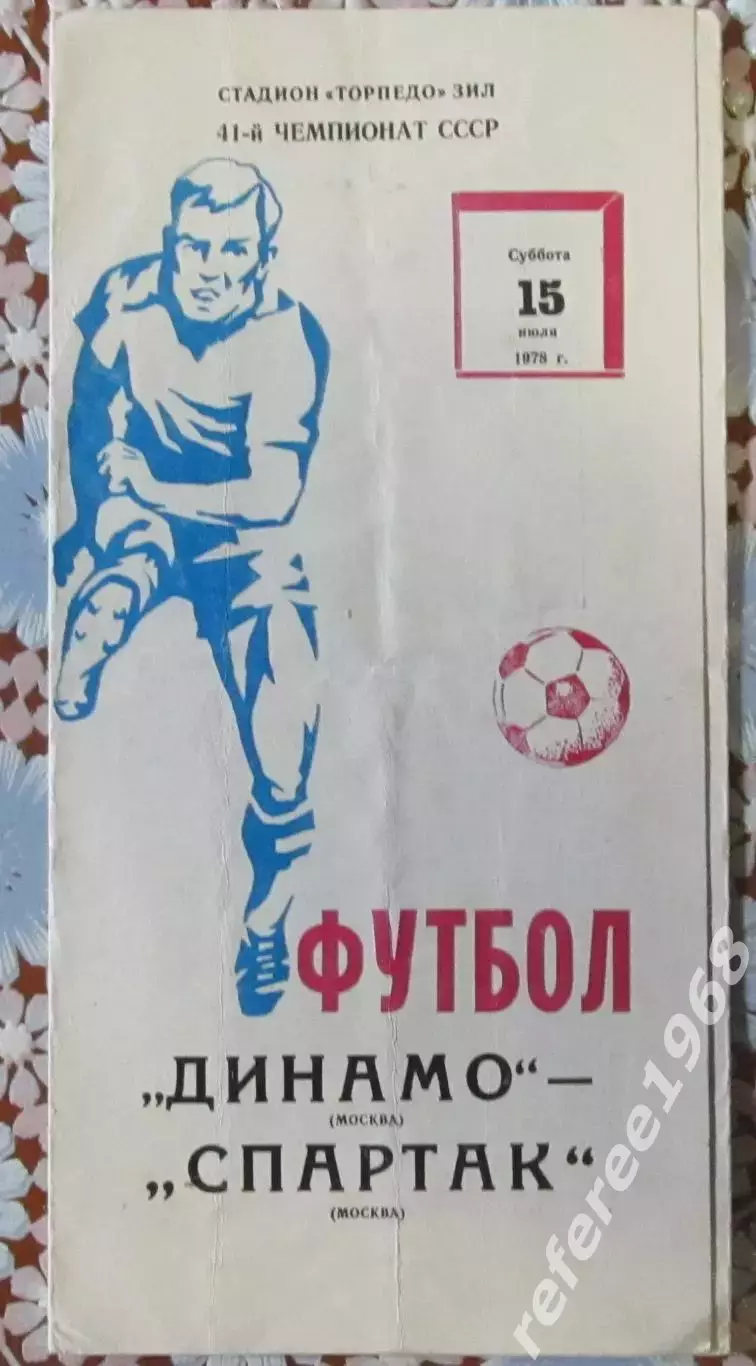 СТАДИОН «ТОРПЕДО» ЗИЛ
41-й ЧЕМПИОНАТ СССР
Суббота
15
июля
1978 г.
ФУТБОЛ
„ДИНАМО“ —
(МОСКВА)
„СПАРТАК“
(МОСКВА)
referee1968